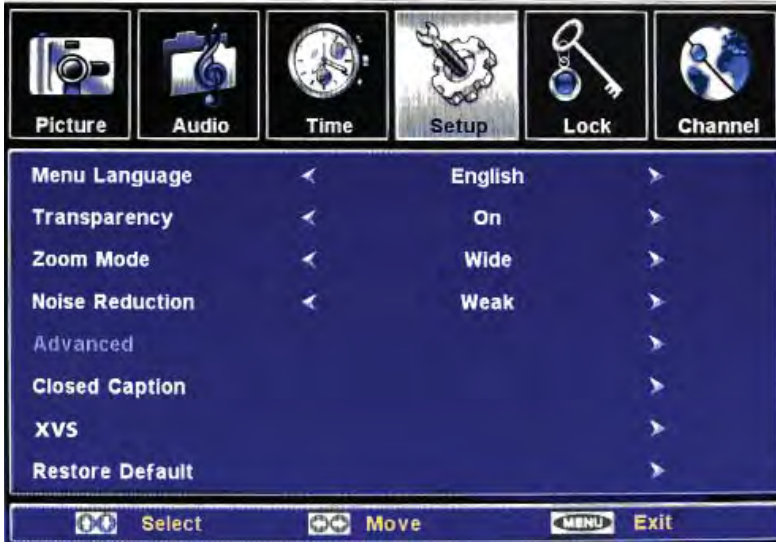 Picture Audio Time Setup Lock Channel
Menu Language English
Transparency On
Zoom Mode Wide
Noise Reduction Weak
Advanced
Closed Caption
XVS
Restore Default
Select Move MENU Exit